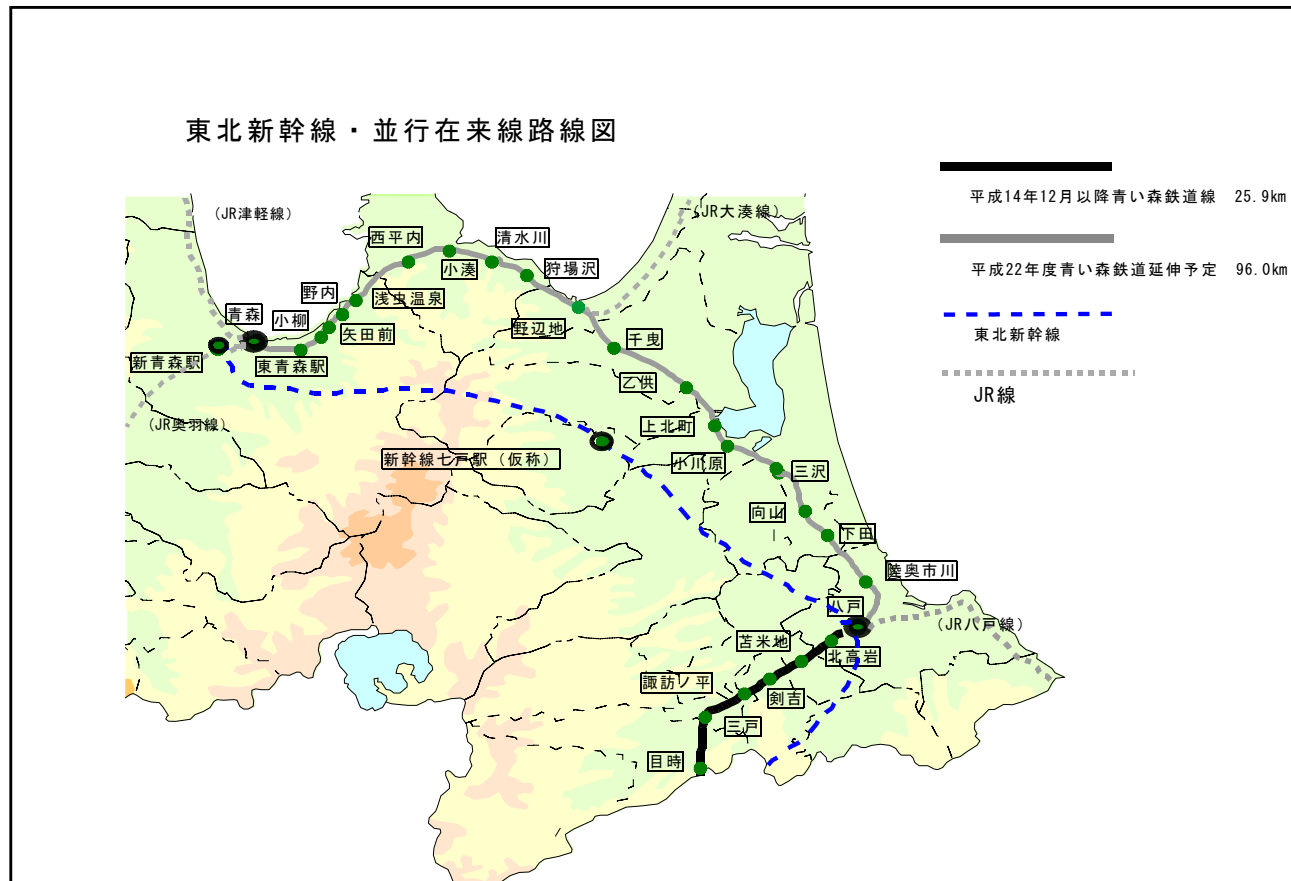 東北新幹線・並行在来線路線図
平成14年12月以降青い森鉄道線 25.9km
平成22年度青い森鉄道延伸予定 96.0km
東北新幹線
JR線
(JR津軽線)
(JR大湊線)
西平内
清水川
小湊
狩場沢
野内
浅虫温泉
青森
小柳
矢田前
野辺地
千曳
新青森駅
東青森駅
乙供
(JR奥羽線)
上北町
新幹線七戸駅(仮称)
小川原
三沢
向山
下田
陸奥市川
八戸
(JR八戸線)
苫米地
北高岩
諏訪ノ平
剣吉
三戸
目時